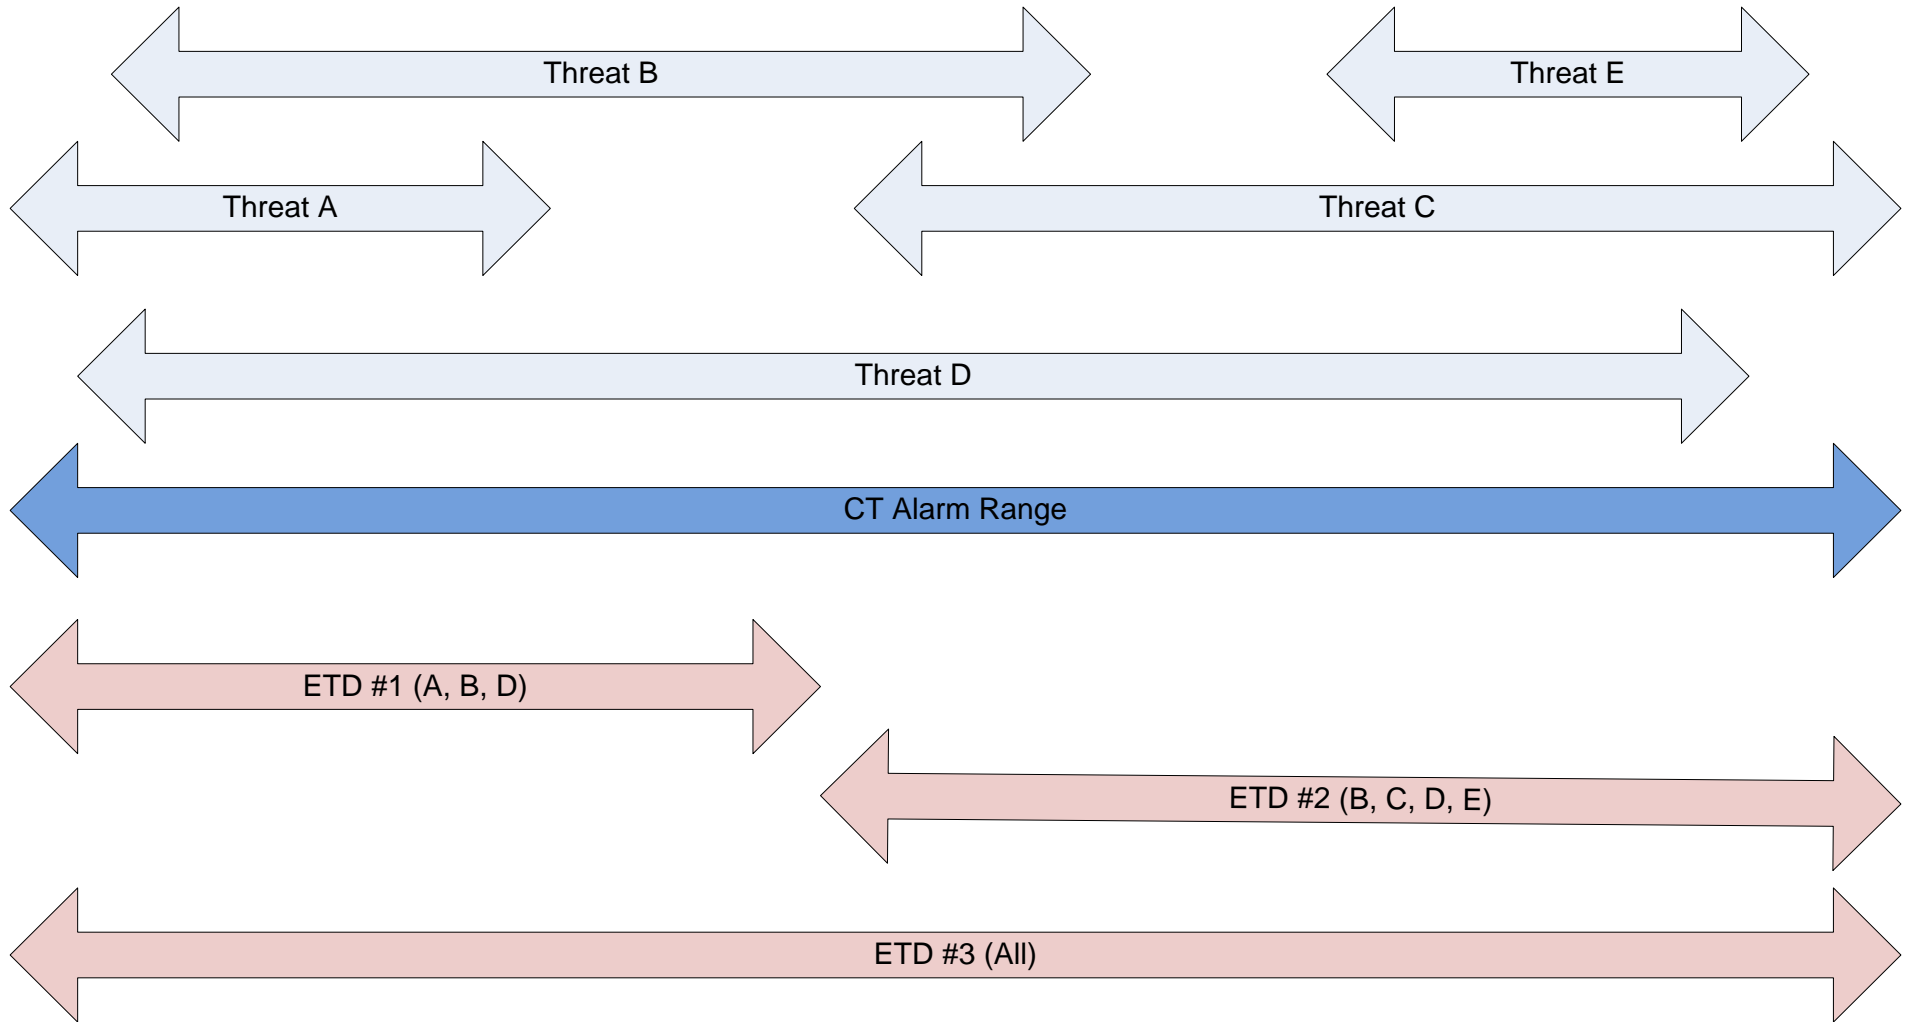 Threat B
Threat E
Threat A
Threat C
Threat D
CT Alarm Range
ETD #1 (A, B, D)
ETD #2 (B, C, D, E)
ETD #3 (All)